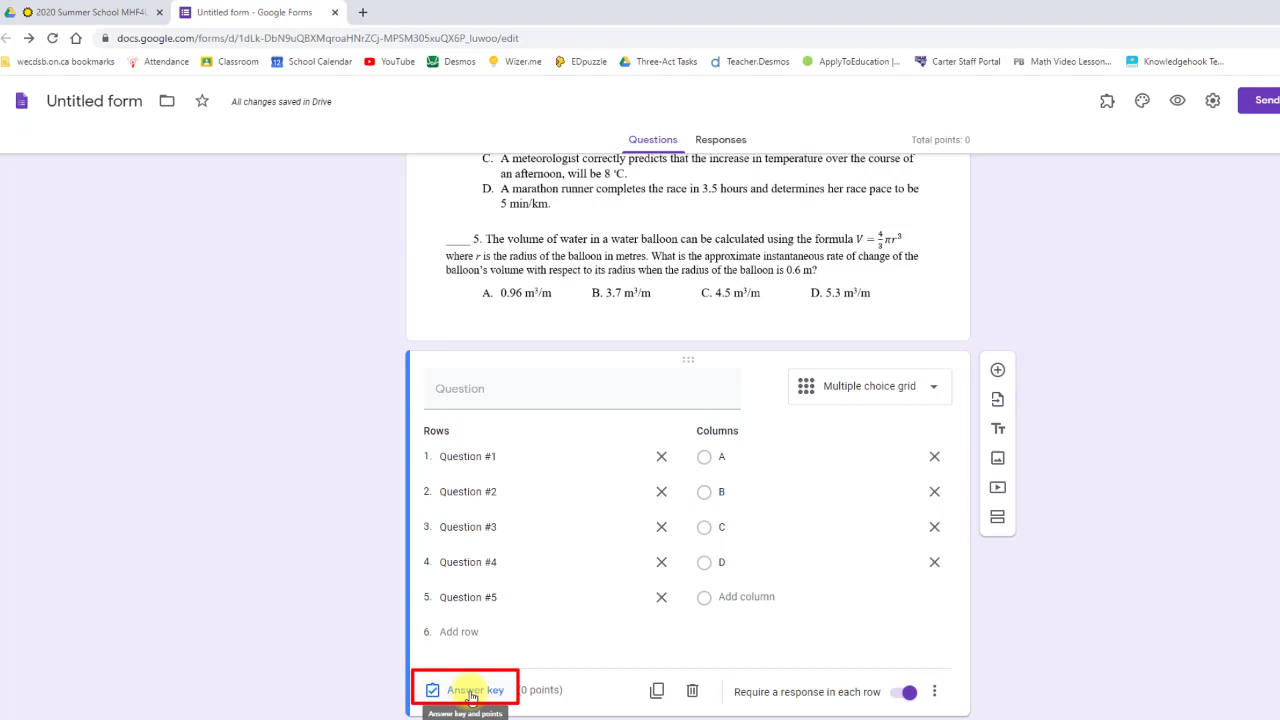 2020 Summer School MHF4U
Untitled form - Google Forms
docs.google.com/forms/d/1dLk-DbN9uQBXMqroaHNrZCj-MPSM305xuQX6P_luwoo/edit
wecdsb.on.ca bookmarks Attendance Classroom School Calendar YouTube Desmos Wizer.me EDpuzzle Three-Act Tasks Teacher.Desmos ApplyToEducation |... Carter Staff Portal PB Math Video Lesson... Knowledgehook Te...
Untitled form All changes saved in Drive Send
Questions Responses Total points: 0
C. A meteorologist correctly predicts that the increase in temperature over the course of
an afternoon, will be 8 °C.
D. A marathon runner completes the race in 3.5 hours and determines her race pace to be
5 min/km.
____ 5. The volume of water in a water balloon can be calculated using the formula V = 4/3 πr³
where r is the radius of the balloon in metres. What is the approximate instantaneous rate of change of the
balloon's volume with respect to its radius when the radius of the balloon is 0.6 m?
A. 0.96 m³/m B. 3.7 m³/m C. 4.5 m³/m D. 5.3 m³/m
Question Multiple choice grid
Rows Columns
1. Question #1 A
2. Question #2 B
3. Question #3 C
4. Question #4 D
5. Question #5 Add column
6. Add row
Answer key (0 points) Require a response in each row
Answer key and points